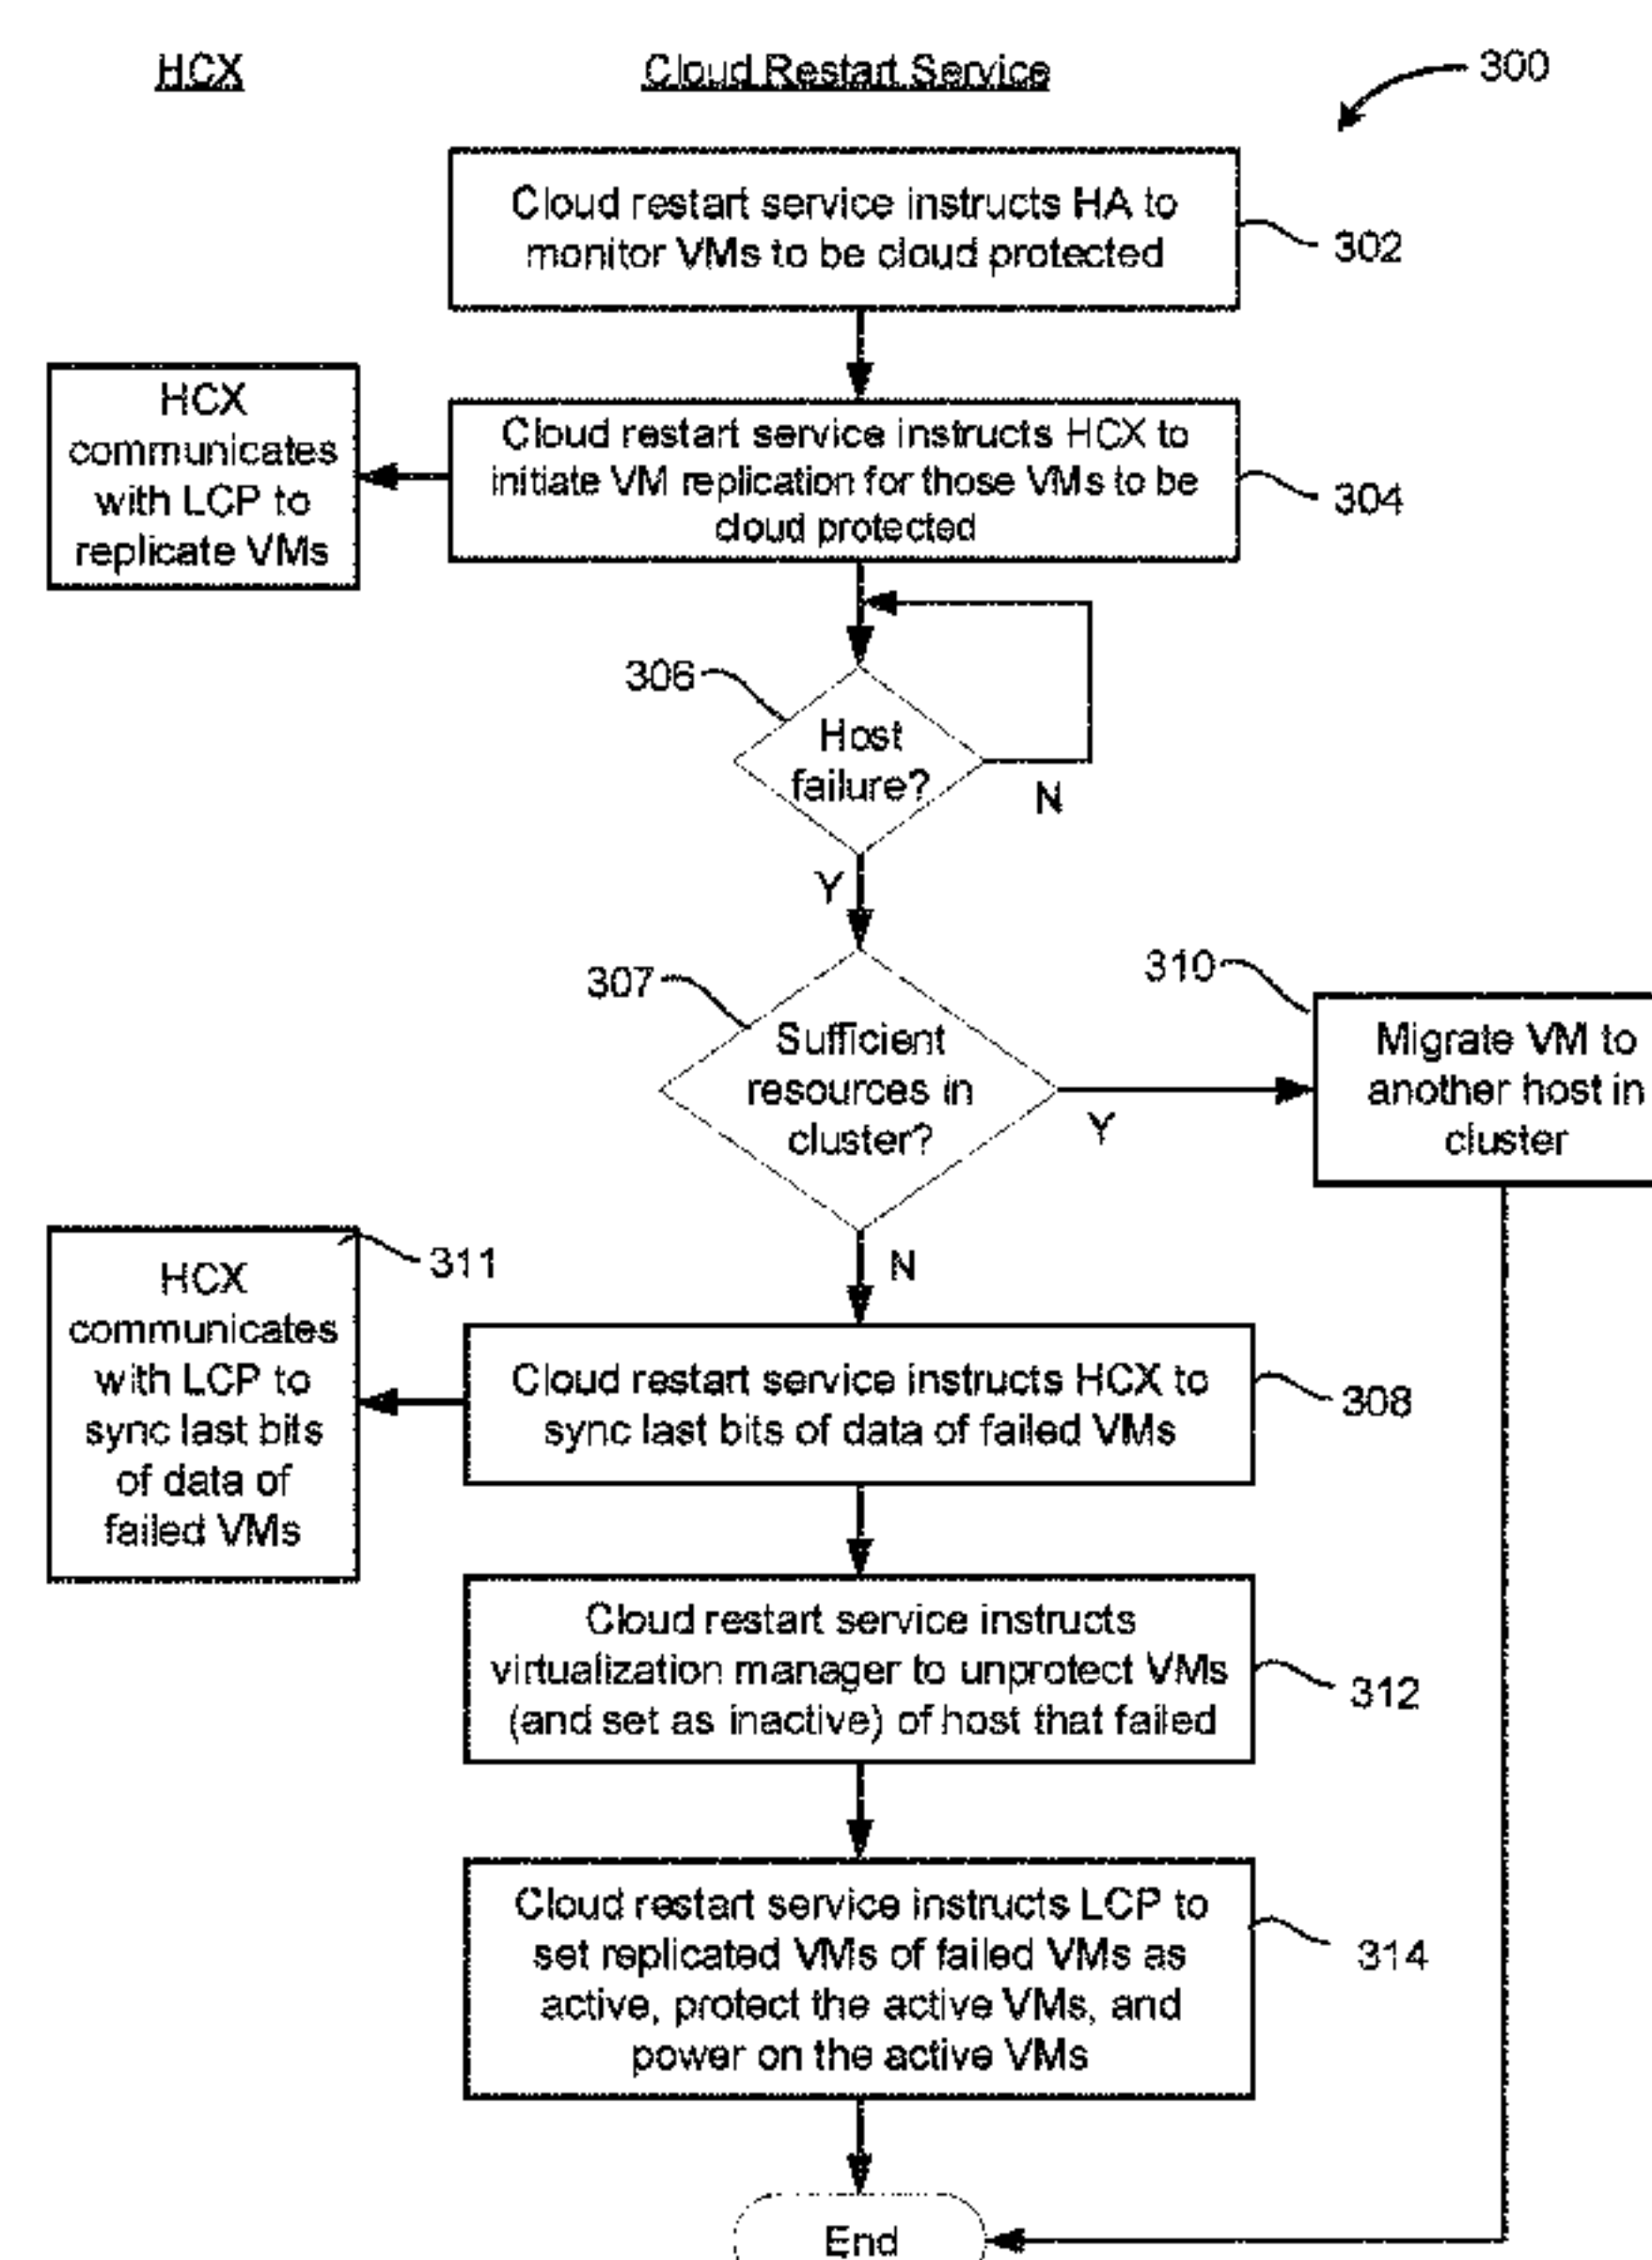 HCX
Cloud Restart Service
300
Cloud restart service instructs HA to
monitor VMs to be cloud protected
302
HCX
communicates
with LCP to
replicate VMs
Cloud restart service instructs HCX to
initiate VM replication for those VMs to be
cloud protected
304
306
Host
failure?
N
Y
307
Sufficient
resources in
cluster?
Y
310
Migrate VM to
another host in
cluster
N
311
HCX
communicates
with LCP to
sync last bits
of data of
failed VMs
Cloud restart service instructs HCX to
sync last bits of data of failed VMs
308
Cloud restart service instructs
virtualization manager to unprotect VMs
(and set as inactive) of host that failed
312
Cloud restart service instructs LCP to
set replicated VMs of failed VMs as
active, protect the active VMs, and
power on the active VMs
314
End